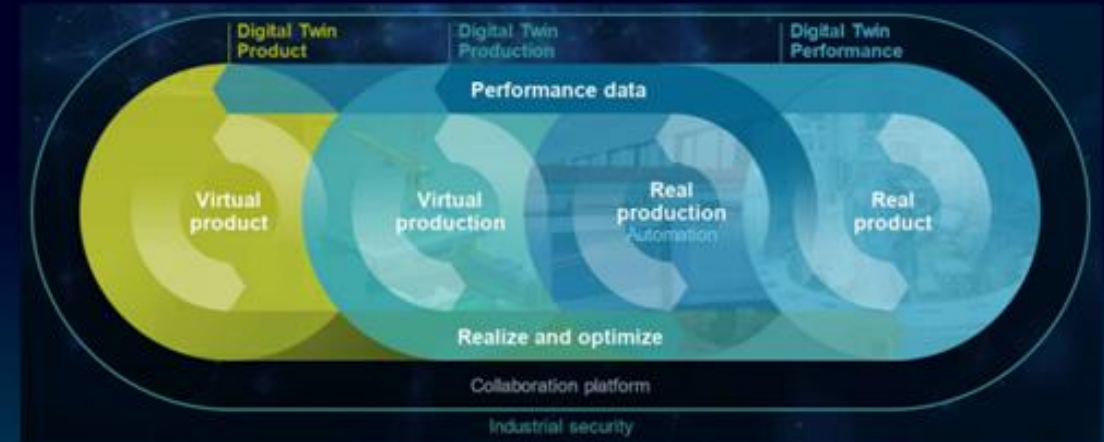 Digital Twin
Product
Digital Twin
Production
Digital Twin
Performance
Performance data
Virtual
product
Virtual
production
Real
production
Automation
Real
product
Realize and optimize
Collaboration platform
Industrial security